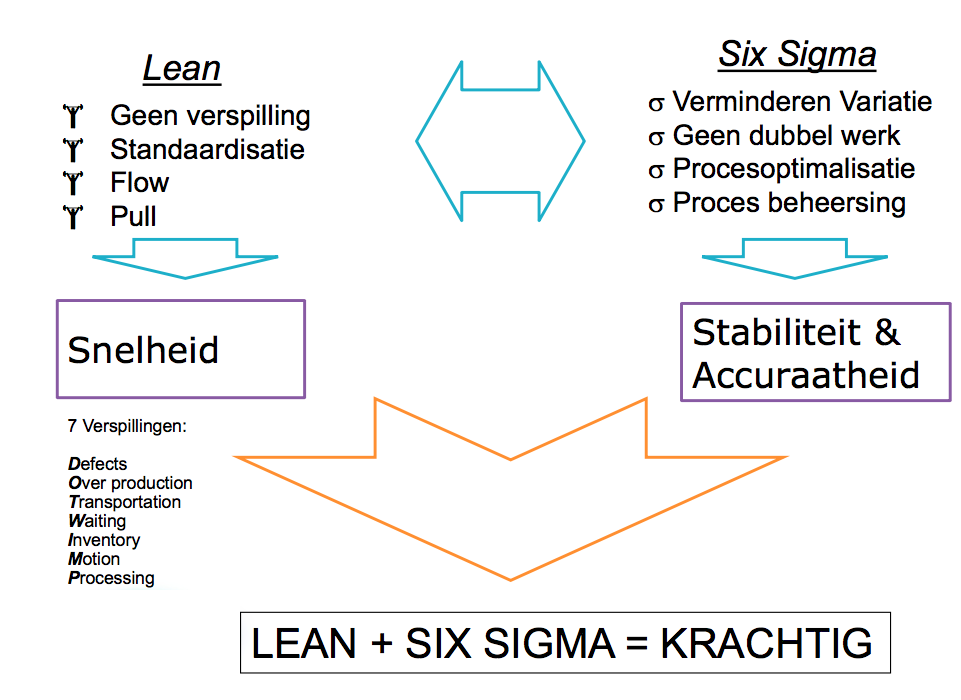 Lean
Geen verspilling
Standaardisatie
Flow
Pull
Six Sigma
σ Verminderen Variatie
σ Geen dubbel werk
σ Procesoptimalisatie
σ Proces beheersing
Snelheid
Stabiliteit &
Accuraatheid
7 Verspillingen:
Defects
Over production
Transportation
Waiting
Inventory
Motion
Processing
LEAN + SIX SIGMA = KRACHTIG